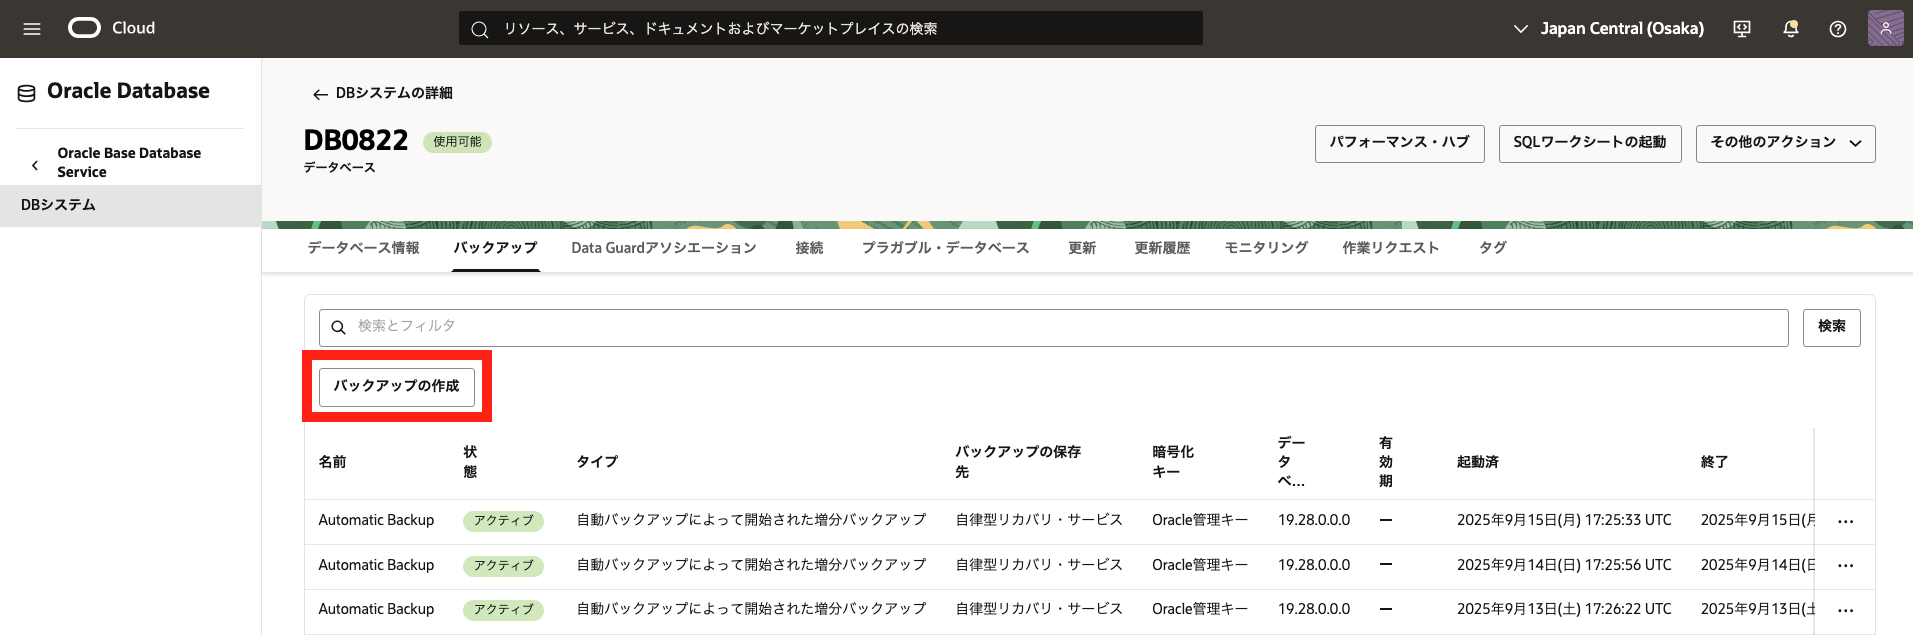 Cloud
リソース、サービス、ドキュメントおよびマーケットプレイスの検索
Japan Central (Osaka)
Oracle Database
Oracle Base Database
Service
DBシステム
DBシステムの詳細
DB0822
使用可能
データベース
パフォーマンス・ハブ
SQLワークシートの起動
その他のアクション
データベース情報
バックアップ
Data Guardアソシエーション
接続
プラガブル・データベース
更新
更新履歴
モニタリング
作業リクエスト
タグ
検索とフィルタ
検索
バックアップの作成
名前
状
態
タイプ
バックアップの保存
先
暗号化
キー
デー
タ
ベ...
有
効
期
起動済
終了
Automatic Backup アクティブ 自動バックアップによって開始された増分バックアップ 自律型リカバリ・サービス Oracle管理キー 19.28.0.0.0 — 2025年9月15日(月) 17:25:33 UTC 2025年9月15日(月 ...
Automatic Backup アクティブ 自動バックアップによって開始された増分バックアップ 自律型リカバリ・サービス Oracle管理キー 19.28.0.0.0 — 2025年9月14日(日) 17:25:56 UTC 2025年9月14日(日 ...
Automatic Backup アクティブ 自動バックアップによって開始された増分バックアップ 自律型リカバリ・サービス Oracle管理キー 19.28.0.0.0 — 2025年9月13日(土) 17:26:22 UTC 2025年9月13日(土 ...